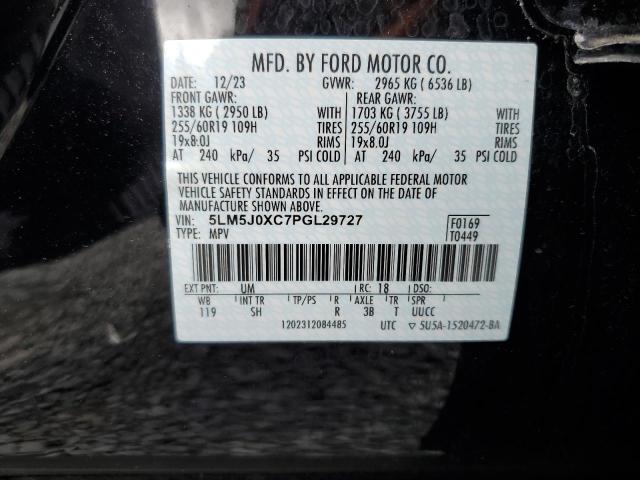 MFD. BY FORD MOTOR CO.
DATE: 12/23 GVWR: 2965 KG ( 6536 LB)
FRONT GAWR: REAR GAWR:
1338 KG ( 2950 LB) WITH 1703 KG ( 3755 LB) WITH
255/60R19 109H TIRES 255/60R19 109H TIRES
19x8.0J RIMS 19x8.0J RIMS
AT 240 kPa/ 35 PSI COLD AT 240 kPa/ 35 PSI COLD
THIS VEHICLE CONFORMS TO ALL APPLICABLE FEDERAL MOTOR
VEHICLE SAFETY STANDARDS IN EFFECT ON THE DATE OF
MANUFACTURE SHOWN ABOVE.
VIN: 5LM5J0XC7PGL29727 F0169
TYPE: MPV T0449
EXT PNT: UM RC: 18 DSO:
WB INT TR TP/PS R AXLE TR SPR
119 SH R 3B T UUCC
1202312084485 UTC 5U5A-1520472-BA